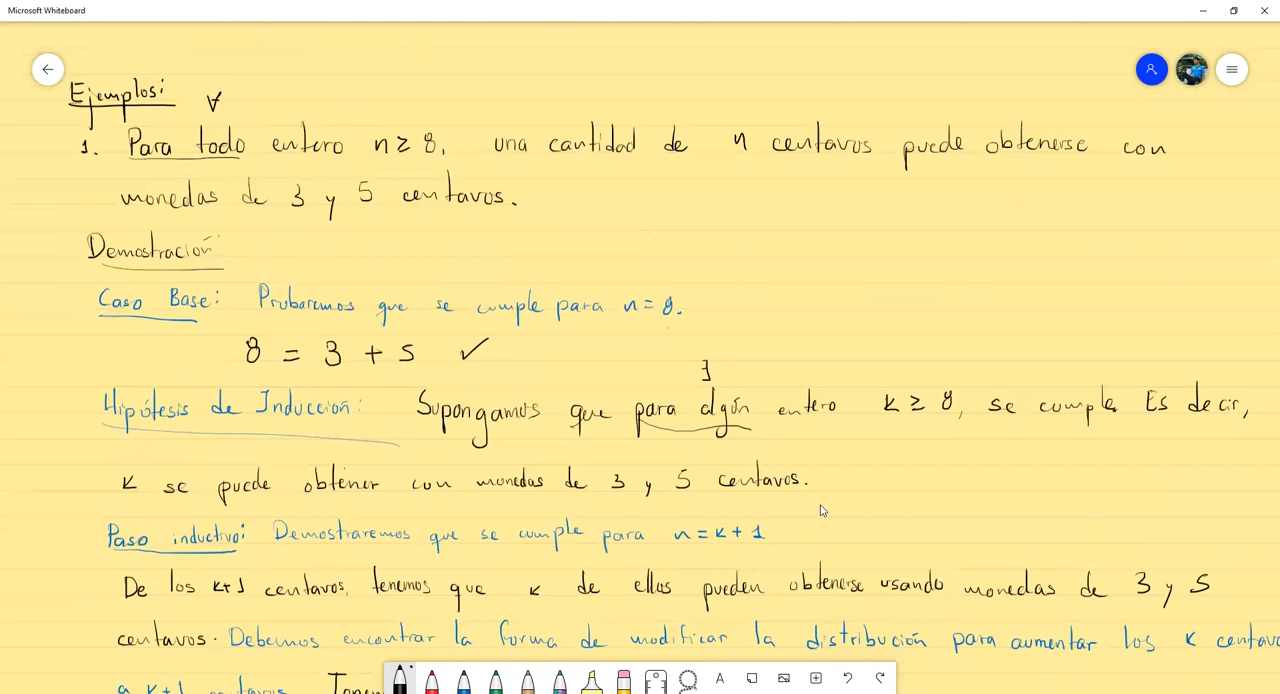 Microsoft Whiteboard
Ejemplos: ∀
1. Para todo entero n ≥ 8, una cantidad de n centavos puede obtenerse con
monedas de 3 y 5 centavos.
Demostración:
Caso Base: Probaremos que se cumple para n = 8.
8 = 3 + 5 ✓
∃
Hipótesis de Inducción: Supongamos que para algún entero k ≥ 8, se cumple. Es decir,
k se puede obtener con monedas de 3 y 5 centavos.
Paso inductivo: Demostraremos que se cumple para n = k + 1.
De los k+1 centavos, tenemos que k de ellos pueden obtenerse usando monedas de 3 y 5
centavos. Debemos encontrar la forma de modificar la distribución para aumentar los k centavo
a k+1 centavos.
A